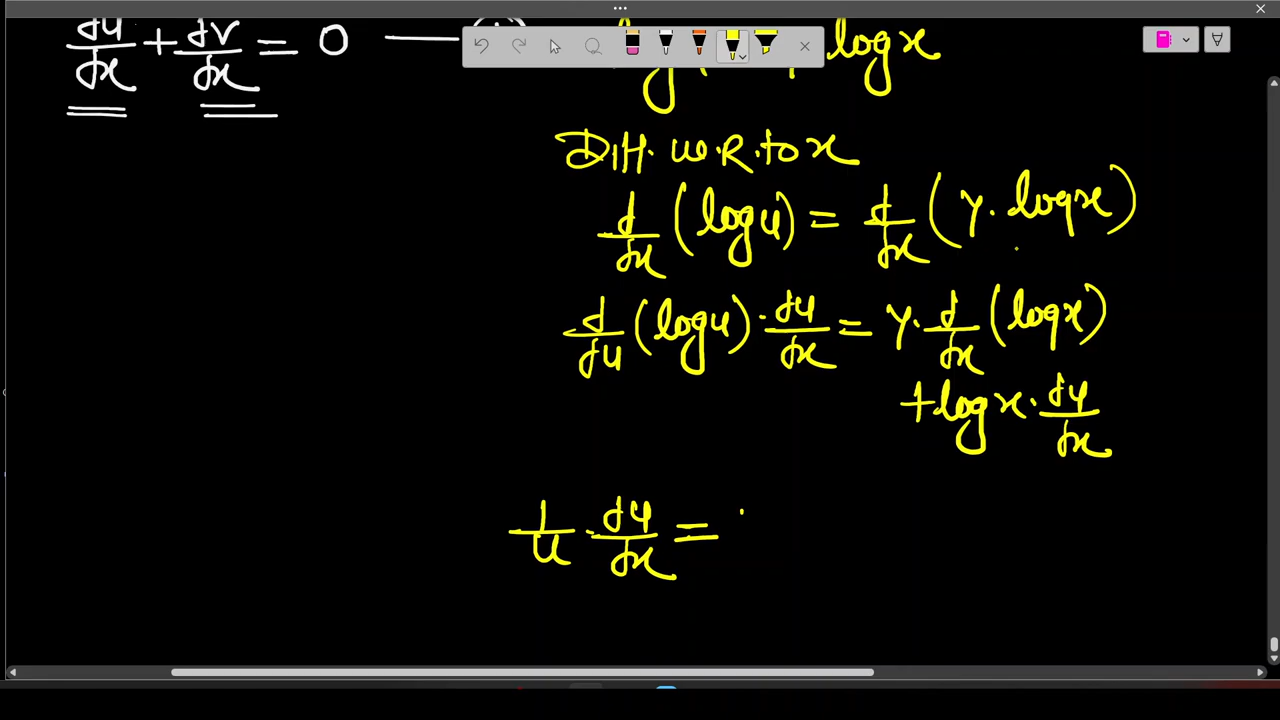 du/dx + dv/dx = 0
log x
Diff. w.R.to x
d/dx (log u) = d/dx (y. log x)
d/du (log u) · du/dx = y. d/dx (log x)
+ log x · dy/dx
1/u · du/dx =